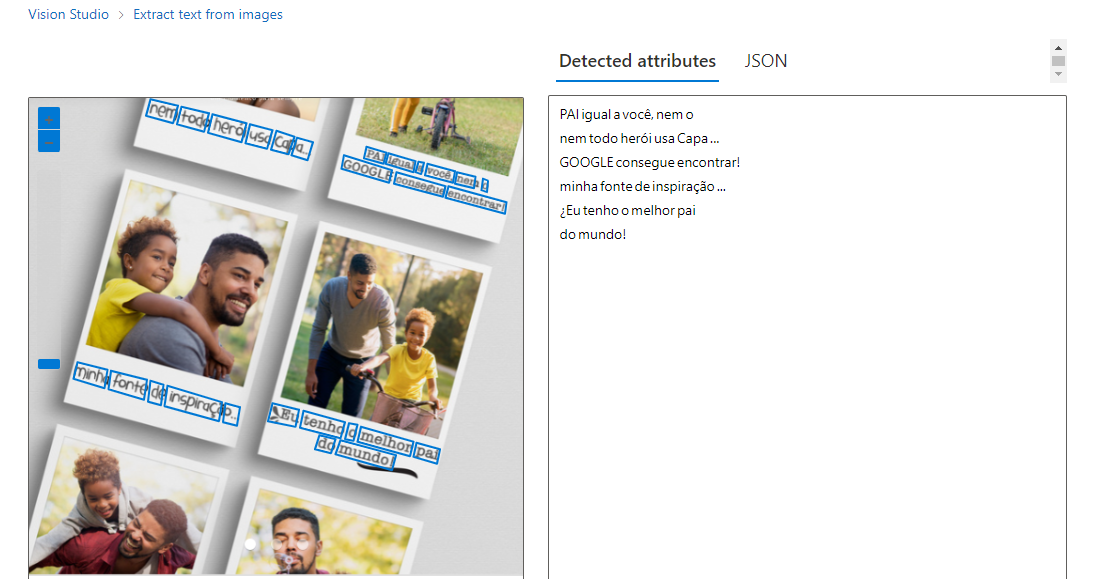 Vision Studio > Extract text from images
Detected attributes
JSON
nem todo herói usa Capa...
PAI igual a você, nem o
GOOGLE consegue encontrar!
minha fonte de inspiração...
Eu tenho o melhor pai
do mundo!
PAI igual a você, nem o
nem todo herói usa Capa ...
GOOGLE consegue encontrar!
minha fonte de inspiração ...
¿Eu tenho o melhor pai
do mundo!